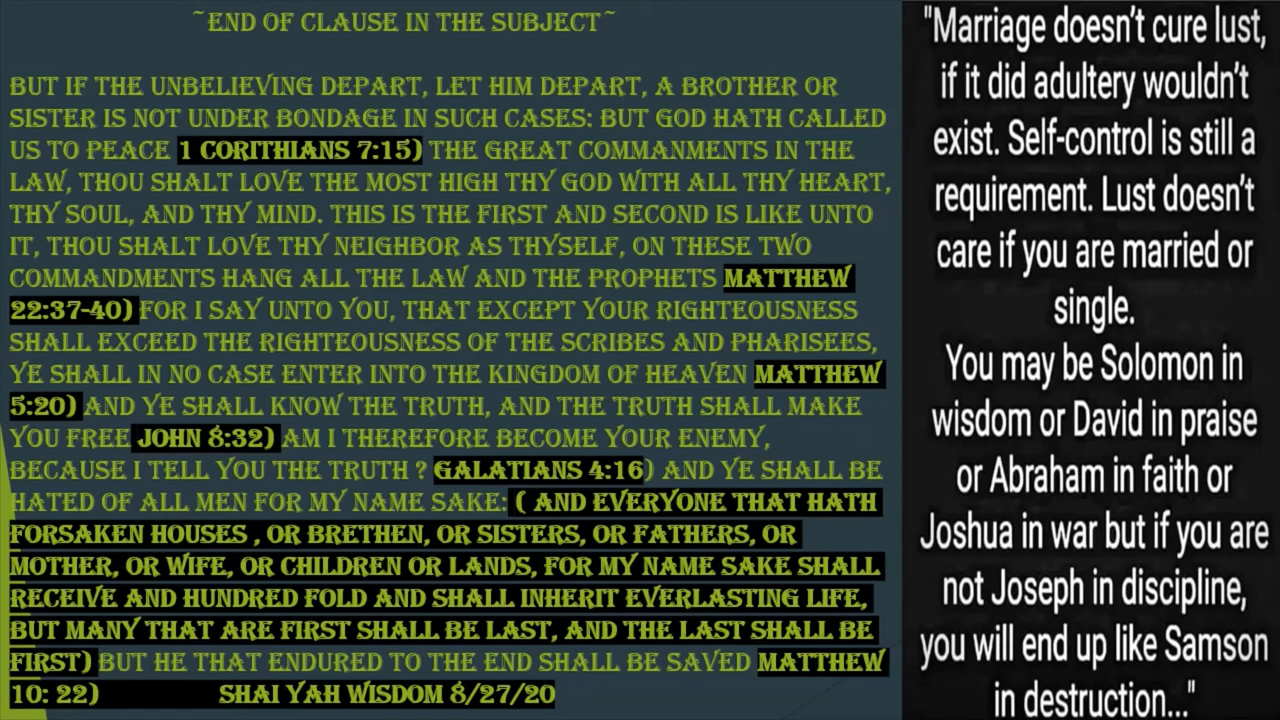 ~END OF CLAUSE IN THE SUBJECT~
BUT IF THE UNBELIEVING DEPART, LET HIM DEPART, A BROTHER OR
SISTER IS NOT UNDER BONDAGE IN SUCH CASES: BUT GOD HATH CALLED
US TO PEACE 1 CORITHIANS 7:15) THE GREAT COMMANMENTS IN THE
LAW, THOU SHALT LOVE THE MOST HIGH THY GOD WITH ALL THY HEART,
THY SOUL, AND THY MIND. THIS IS THE FIRST AND SECOND IS LIKE UNTO
IT, THOU SHALT LOVE THY NEIGHBOR AS THYSELF, ON THESE TWO
COMMANDMENTS HANG ALL THE LAW AND THE PROPHETS MATTHEW
22:37-40) FOR I SAY UNTO YOU, THAT EXCEPT YOUR RIGHTEOUSNESS
SHALL EXCEED THE RIGHTEOUSNESS OF THE SCRIBES AND PHARISEES,
YE SHALL IN NO CASE ENTER INTO THE KINGDOM OF HEAVEN MATTHEW
5:20) AND YE SHALL KNOW THE TRUTH, AND THE TRUTH SHALL MAKE
YOU FREE JOHN 8:32) AM I THEREFORE BECOME YOUR ENEMY,
BECAUSE I TELL YOU THE TRUTH ? GALATIANS 4:16) AND YE SHALL BE
HATED OF ALL MEN FOR MY NAME SAKE: ( AND EVERYONE THAT HATH
FORSAKEN HOUSES , OR BRETHEN, OR SISTERS, OR FATHERS, OR
MOTHER, OR WIFE, OR CHILDREN OR LANDS, FOR MY NAME SAKE SHALL
RECEIVE AND HUNDRED FOLD AND SHALL INHERIT EVERLASTING LIFE,
BUT MANY THAT ARE FIRST SHALL BE LAST, AND THE LAST SHALL BE
FIRST) BUT HE THAT ENDURED TO THE END SHALL BE SAVED MATTHEW
10: 22) SHAI YAH WISDOM 8/27/20
"Marriage doesn't cure lust,
if it did adultery wouldn't
exist. Self-control is still a
requirement. Lust doesn't
care if you are married or
single.
You may be Solomon in
wisdom or David in praise
or Abraham in faith or
Joshua in war but if you are
not Joseph in discipline,
you will end up like Samson
in destruction..."